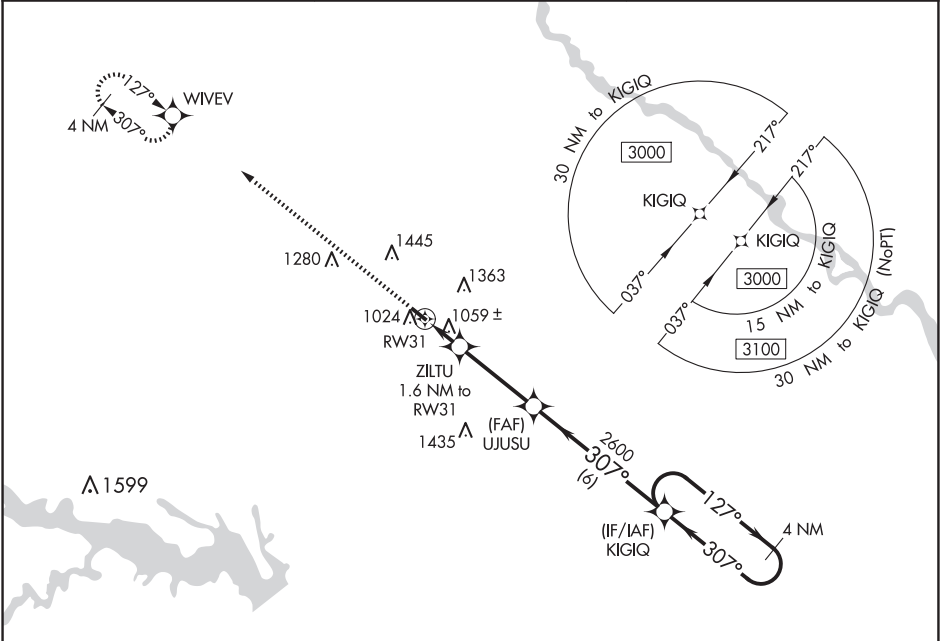 127°
WIVEV
4 NM
307°
30 NM to KIGIQ
3000
217°
217°
KIGIQ
KIGIQ
037°
037°
3000
15 NM to KIGIQ
3100
30 NM to KIGIQ (NoPT)
1445
1280
1363
1024
1059 ±
RW31
ZILTU
1.6 NM to
RW31
(FAF)
UJUSU
1435
2600
307°
(6)
1599
127°
4 NM
(IF/IAF)
KIGIQ
307°